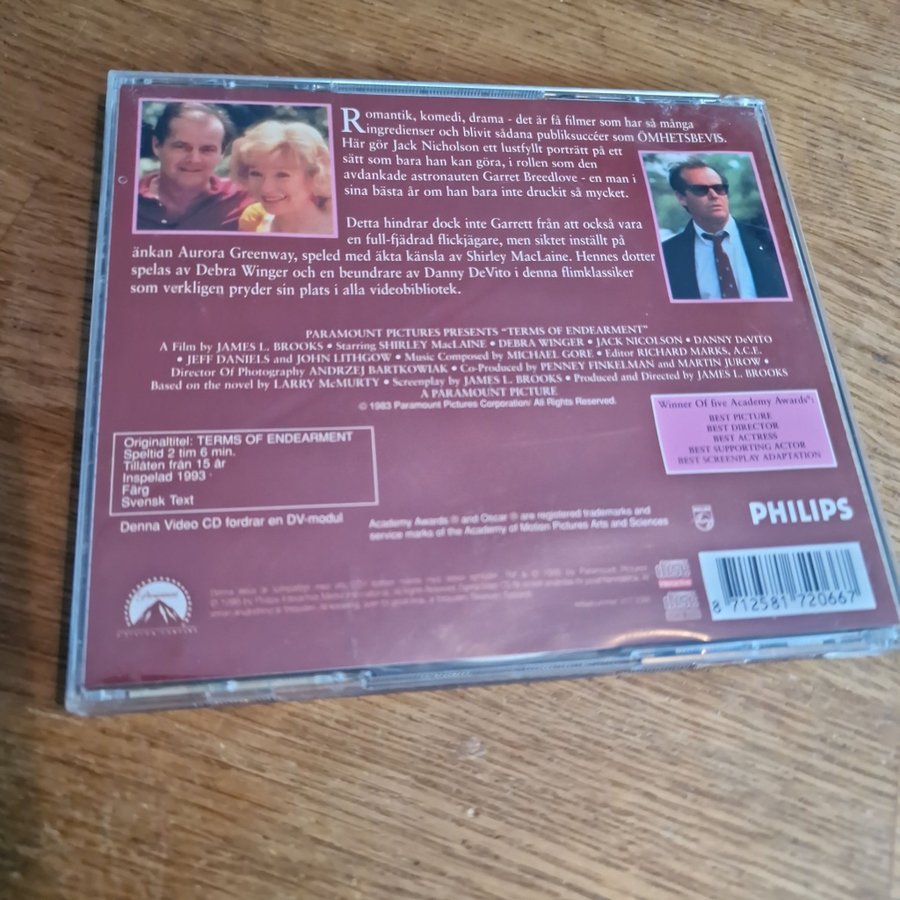 Romantik, komedi, drama - det är få filmer som har så många
ingredienser och blivit sådana publiksuccéer som ÖMHETSBEVIS.
Här gör Jack Nicholson ett lustfyllt porträtt på ett
sätt som bara han kan göra, i rollen som den
avdankade astronauten Garret Breedlove - en man i
sina bästa år om han bara inte druckit så mycket.
Detta hindrar dock inte Garrett från att också vara
en full-fjädrad flickjägare, men siktet inställt på
änkan Aurora Greenway, speled med äkta känsla av Shirley MacLaine. Hennes dotter
spelas av Debra Winger och en beundrare av Danny DeVito i denna flimklassiker
som verkligen pryder sin plats i alla videobibliotek.
PARAMOUNT PICTURES PRESENTS "TERMS OF ENDEARMENT"
A Film by JAMES L. BROOKS • Starring SHIRLEY MacLAINE • DEBRA WINGER • JACK NICOLSON • DANNY DeVITO
• JEFF DANIELS and JOHN LITHGOW • Music Composed by MICHAEL GORE • Editor RICHARD MARKS, A.C.E.
Director Of Photography ANDRZEJ BARTKOWIAK • Co-Produced by PENNEY FINKELMAN and MARTIN JUROW •
Based on the novel by LARRY McMURTY • Screenplay by JAMES L. BROOKS • Produced and Directed by JAMES L. BROOKS
A PARAMOUNT PICTURE
© 1983 Paramount Pictures Corporation/ All Rights Reserved.
Winner Of five Academy Awards®:
BEST PICTURE
BEST DIRECTOR
BEST ACTRESS
BEST SUPPORTING ACTOR
BEST SCREENPLAY ADAPTATION
Originaltitel: TERMS OF ENDEARMENT
Speltid 2 tim 6 min.
Tillåten från 15 år
Inspelad 1993
Färg
Svensk Text
Denna Video CD fordrar en DV-modul
Academy Awards ® and Oscar ® are registered trademarks and
service marks of the Academy of Motion Pictures Arts and Sciences
PHILIPS
Paramount
8 712581 720667